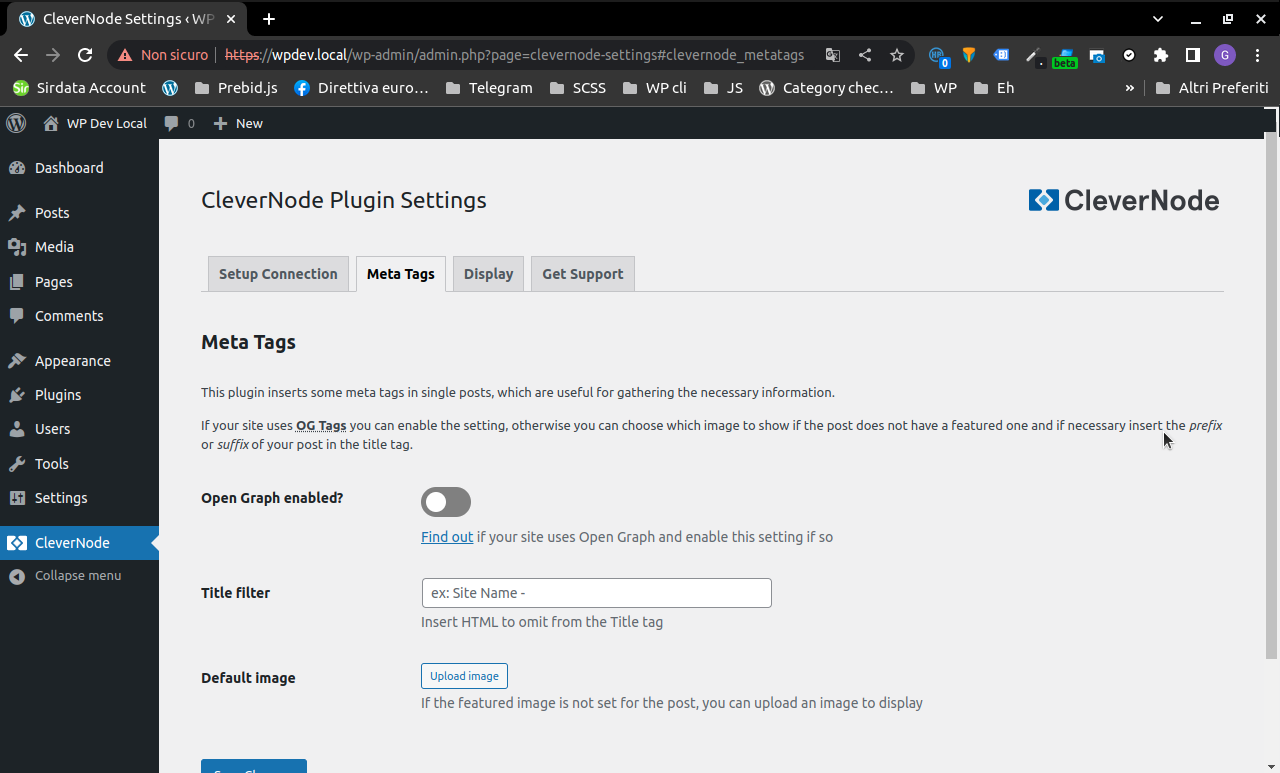 CleverNode Settings ‹ WP
Non sicuro https://wpdev.local/wp-admin/admin.php?page=clevernode-settings#clevernode_metatags 0 beta G
Sirdata Account Prebid.js Direttiva euro… Telegram SCSS WP cli JS Category chec… WP Eh » Altri Preferiti
WP Dev Local 0 New
Dashboard
Posts
Media
Pages
Comments
Appearance
Plugins
Users
Tools
Settings
CleverNode
Collapse menu
CleverNode Plugin Settings
CleverNode
Setup Connection Meta Tags Display Get Support
Meta Tags
This plugin inserts some meta tags in single posts, which are useful for gathering the necessary information.
If your site uses OG Tags you can enable the setting, otherwise you can choose which image to show if the post does not have a featured one and if necessary insert the prefix
or suffix of your post in the title tag.
Open Graph enabled?
Find out if your site uses Open Graph and enable this setting if so
Title filter
ex: Site Name -
Insert HTML to omit from the Title tag
Default image
Upload image
If the featured image is not set for the post, you can upload an image to display